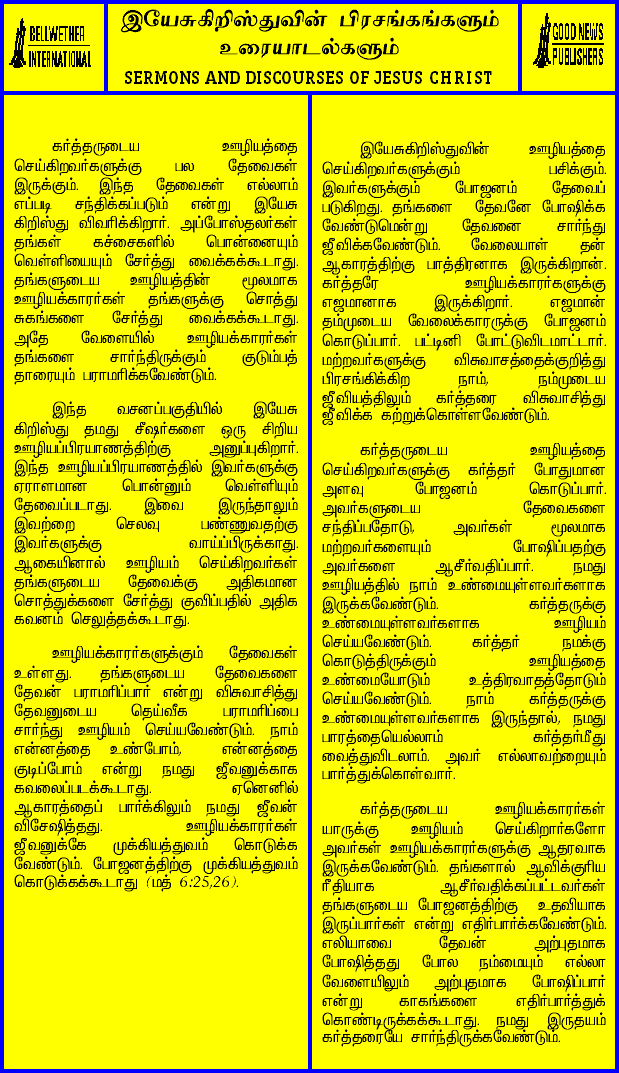 BELLWETHER
INTERNATIONAL
இயேசுகிறிஸ்துவின் பிரசங்கங்களும்
உரையாடல்களும்
SERMONS AND DISCOURSES OF JESUS CHRIST
GOOD NEWS
PUBLISHERS
கர்த்தருடைய ஊழியத்தை
செய்கிறவர்களுக்கு பல தேவைகள்
இருக்கும். இந்த தேவைகள் எல்லாம்
எப்படி சந்திக்கப்படும் என்று இயேசு
கிறிஸ்து விவரிக்கிறார். அப்போஸ்தலர்கள்
தங்கள் கச்சைகளில் பொன்னையும்
வெள்ளியையும் சேர்த்து வைக்கக்கூடாது.
தங்களுடைய ஊழியத்தின் மூலமாக
ஊழியக்காரர்கள் தங்களுக்கு சொத்து
சுகங்களை சேர்த்து வைக்கக்கூடாது.
அதே வேளையில் ஊழியக்காரர்கள்
தங்களை சார்ந்திருக்கும் குடும்பத்
தாரையும் பராமரிக்கவேண்டும்.
இந்த வசனப்பகுதியில் இயேசு
கிறிஸ்து தமது சீஷர்களை ஒரு சிறிய
ஊழியப்பிரயாணத்திற்கு அனுப்புகிறார்.
இந்த ஊழியப்பிரயாணத்தில் இவர்களுக்கு
ஏராளமான பொன்னும் வெள்ளியும்
தேவைப்படாது. இவை இருந்தாலும்
இவற்றை செலவு பண்ணுவதற்கு
இவர்களுக்கு வாய்ப்பிருக்காது.
ஆகையினால் ஊழியம் செய்கிறவர்கள்
தங்களுடைய தேவைக்கு அதிகமான
சொத்துக்களை சேர்த்து குவிப்பதில் அதிக
கவனம் செலுத்தக்கூடாது.
ஊழியக்காரர்களுக்கும் தேவைகள்
உள்ளது. தங்களுடைய தேவைகளை
தேவன் பராமரிப்பார் என்று விசுவாசித்து
தேவனுடைய தெய்வீக பராமரிப்பை
சார்ந்து ஊழியம் செய்யவேண்டும். நாம்
என்னத்தை உண்போம், என்னத்தை
குடிப்போம் என்று நமது ஜீவனுக்காக
கவலைப்படக்கூடாது. ஏனெனில்
ஆகாரத்தைப் பார்க்கிலும் நமது ஜீவன்
விசேஷித்தது. ஊழியக்காரர்கள்
ஜீவனுக்கே முக்கியத்துவம் கொடுக்க
வேண்டும். போஜனத்திற்கு முக்கியத்துவம்
கொடுக்கக்கூடாது (மத் 6:25,26).
இயேசுகிறிஸ்துவின் ஊழியத்தை
செய்கிறவர்களுக்கும் பசிக்கும்.
இவர்களுக்கும் போஜனம் தேவைப்
படுகிறது. தங்களை தேவனே போஷிக்க
வேண்டுமென்று தேவனை சார்ந்து
ஜீவிக்கவேண்டும். வேலையாள் தன்
ஆகாரத்திற்கு பாத்திரனாக இருக்கிறான்.
கர்த்தரே ஊழியக்காரர்களுக்கு
எஜமானாக இருக்கிறார். எஜமான்
தம்முடைய வேலைக்காரருக்கு போஜனம்
கொடுப்பார். பட்டினி போட்டுவிடமாட்டார்.
மற்றவர்களுக்கு விசுவாசத்தைக்குறித்து
பிரசங்கிக்கிற நாம், நம்முடைய
ஜீவியத்திலும் கர்த்தரை விசுவாசித்து
ஜீவிக்க கற்றுக்கொள்ளவேண்டும்.
கர்த்தருடைய ஊழியத்தை
செய்கிறவர்களுக்கு கர்த்தர் போதுமான
அளவு போஜனம் கொடுப்பார்.
அவர்களுடைய தேவைகளை
சந்திப்பதோடு, அவர்கள் மூலமாக
மற்றவர்களையும் போஷிப்பதற்கு
அவர்களை ஆசீர்வதிப்பார். நமது
ஊழியத்தில் நாம் உண்மையுள்ளவர்களாக
இருக்கவேண்டும். கர்த்தருக்கு
உண்மையுள்ளவர்களாக ஊழியம்
செய்யவேண்டும். கர்த்தர் நமக்கு
கொடுத்திருக்கும் ஊழியத்தை
உண்மையோடும் உத்திரவாதத்தோடும்
செய்யவேண்டும். நாம் கர்த்தருக்கு
உண்மையுள்ளவர்களாக இருந்தால், நமது
பாரத்தையெல்லாம் கர்த்தர்மீது
வைத்துவிடலாம். அவர் எல்லாவற்றையும்
பார்த்துக்கொள்வார்.
கர்த்தருடைய ஊழியக்காரர்கள்
யாருக்கு ஊழியம் செய்கிறார்களோ
அவர்கள் ஊழியக்காரர்களுக்கு ஆதரவாக
இருக்கவேண்டும். தங்களால் ஆவிக்குரிய
ரீதியாக ஆசீர்வதிக்கப்பட்டவர்கள்
தங்களுடைய போஜனத்திற்கு உதவியாக
இருப்பார்கள் என்று எதிர்பார்க்கவேண்டும்.
எலியாவை தேவன் அற்புதமாக
போஷித்தது போல நம்மையும் எல்லா
வேளையிலும் அற்புதமாக போஷிப்பார்
என்று காகங்களை எதிர்பார்த்துக்
கொண்டிருக்கக்கூடாது. நமது இருதயம்
கர்த்தரையே சார்ந்திருக்கவேண்டும்.